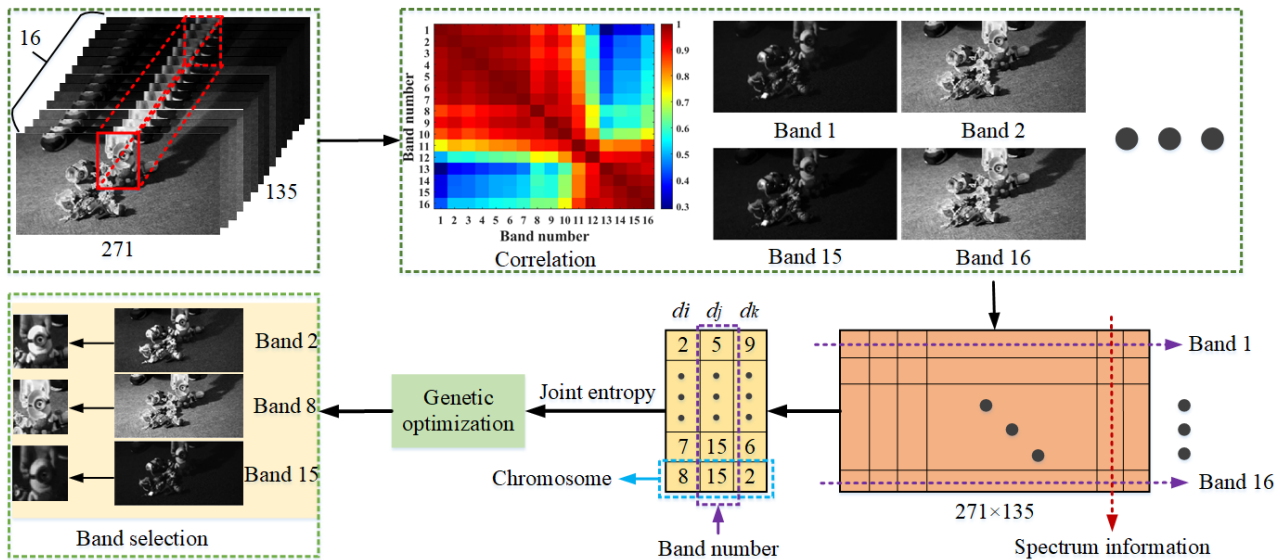 16
135
271
Band number
1
2
3
4
5
6
7
8
9
10
11
12
13
14
15
16
1 2 3 4 5 6 7 8 9 10 11 12 13 14 15 16
Band number
Correlation
1
0.9
0.8
0.7
0.6
0.5
0.4
0.3
Band 1
Band 2
Band 15
Band 16
Band 2
Band 8
Band 15
Band selection
Genetic
optimization
Joint entropy
di dj dk
2 5 9
7 15 6
8 15 2
Chromosome
Band number
Band 1
Band 16
271×135
Spectrum information